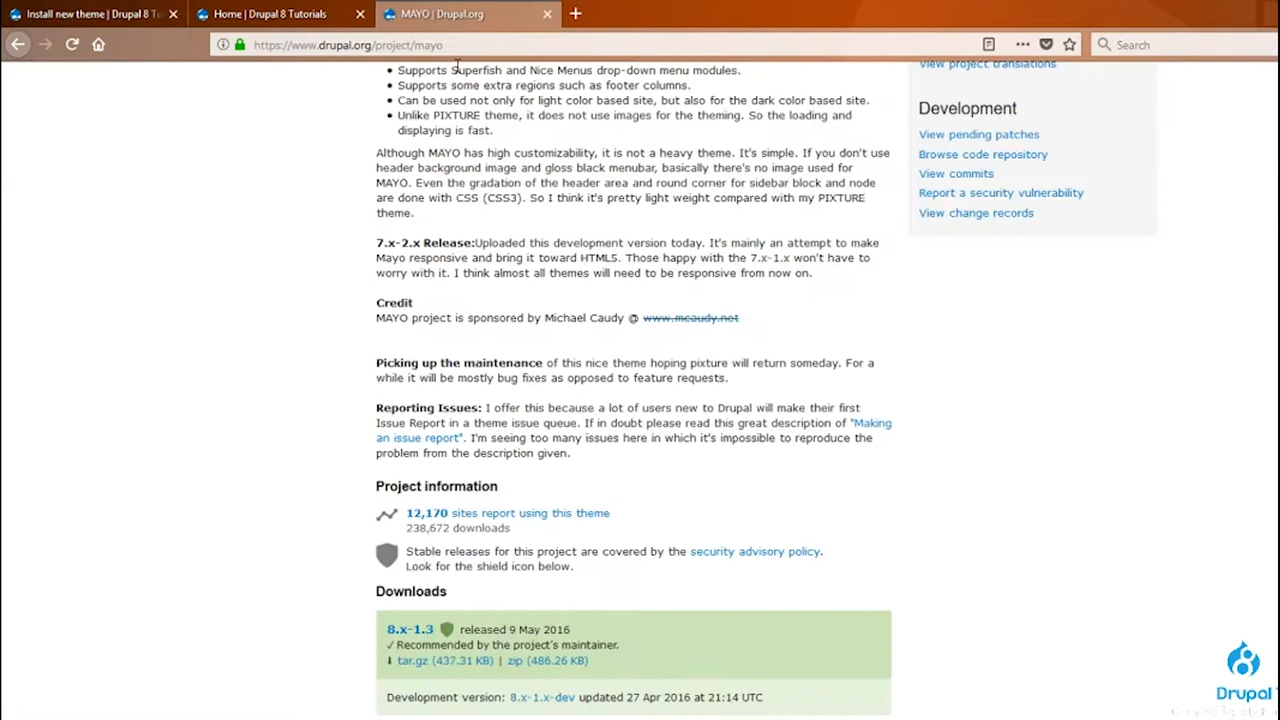 Install new theme | Drupal 8 Tu
Home | Drupal 8 Tutorials
MAYO | Drupal.org
https://www.drupal.org/project/mayo
Search
Supports Superfish and Nice Menus drop-down menu modules.
Supports some extra regions such as footer columns.
Can be used not only for light color based site, but also for the dark color based site.
Unlike PIXTURE theme, it does not use images for the theming. So the loading and
displaying is fast.
Although MAYO has high customizability, it is not a heavy theme. It's simple. If you don't use
header background image and gloss black menubar, basically there's no image used for
MAYO. Even the gradation of the header area and round corner for sidebar block and node
are done with CSS (CSS3). So I think it's pretty light weight compared with my PIXTURE
theme.
7.x-2.x Release:Uploaded this development version today. It's mainly an attempt to make
Mayo responsive and bring it toward HTML5. Those happy with the 7.x-1.x won't have to
worry with it. I think almost all themes will need to be responsive from now on.
Credit
MAYO project is sponsored by Michael Caudy @ www.mcaudy.net
Picking up the maintenance of this nice theme hoping pixture will return someday. For a
while it will be mostly bug fixes as opposed to feature requests.
Reporting Issues: I offer this because a lot of users new to Drupal will make their first
Issue Report in a theme issue queue. If in doubt please read this great description of "Making
an issue report". I'm seeing too many issues here in which it's impossible to reproduce the
problem from the description given.
Project information
12,170 sites report using this theme
238,672 downloads
Stable releases for this project are covered by the security advisory policy.
Look for the shield icon below.
Downloads
8.x-1.3 released 9 May 2016
✓ Recommended by the project's maintainer.
tar.gz (437.31 KB) | zip (486.26 KB)
Development version: 8.x-1.x-dev updated 27 Apr 2016 at 21:14 UTC
View project translations
Development
View pending patches
Browse code repository
View commits
Report a security vulnerability
View change records
Drupal